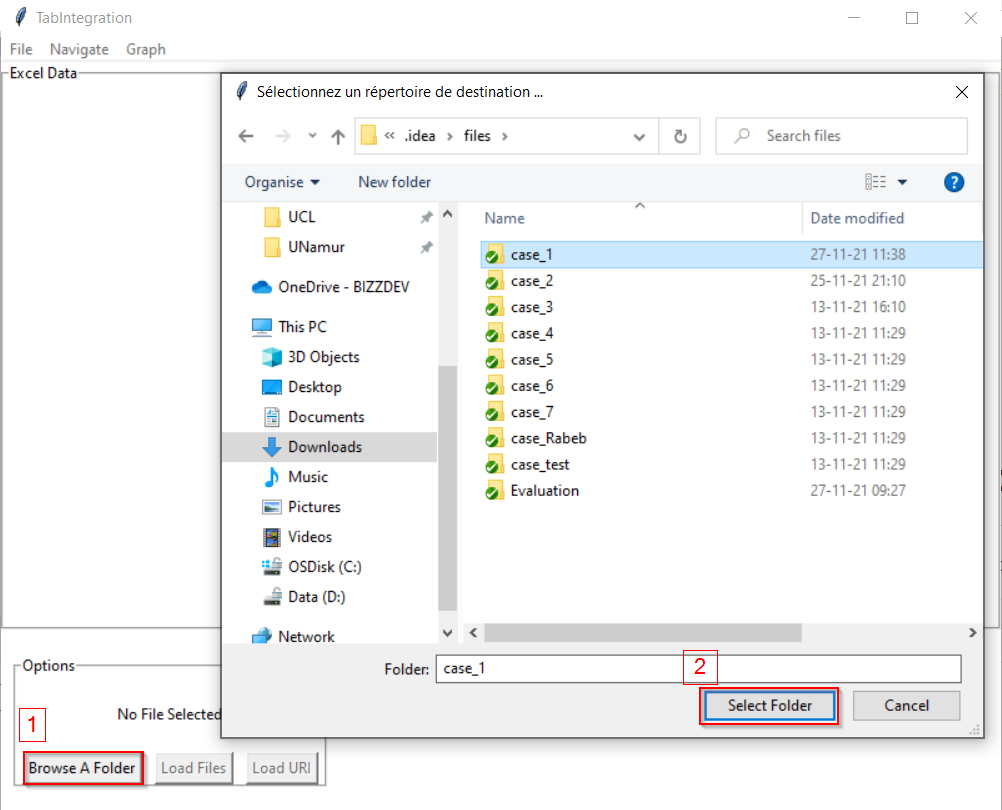 TabIntegration
File Navigate Graph
Excel Data
Sélectionnez un répertoire de destination ...
« .idea › files ›
Search files
Organise New folder
?
UCL
UNamur
OneDrive - BIZZDEV
This PC
3D Objects
Desktop
Documents
Downloads
Music
Pictures
Videos
OSDisk (C:)
Data (D:)
Network
Name Date modified
case_1 27-11-21 11:38
case_2 25-11-21 21:10
case_3 13-11-21 16:10
case_4 13-11-21 11:29
case_5 13-11-21 11:29
case_6 13-11-21 11:29
case_7 13-11-21 11:29
case_Rabeb 13-11-21 11:29
case_test 13-11-21 11:29
Evaluation 27-11-21 09:27
Folder: case_1
2
Select Folder Cancel
Options
No File Selected
1
Browse A Folder Load Files Load URI